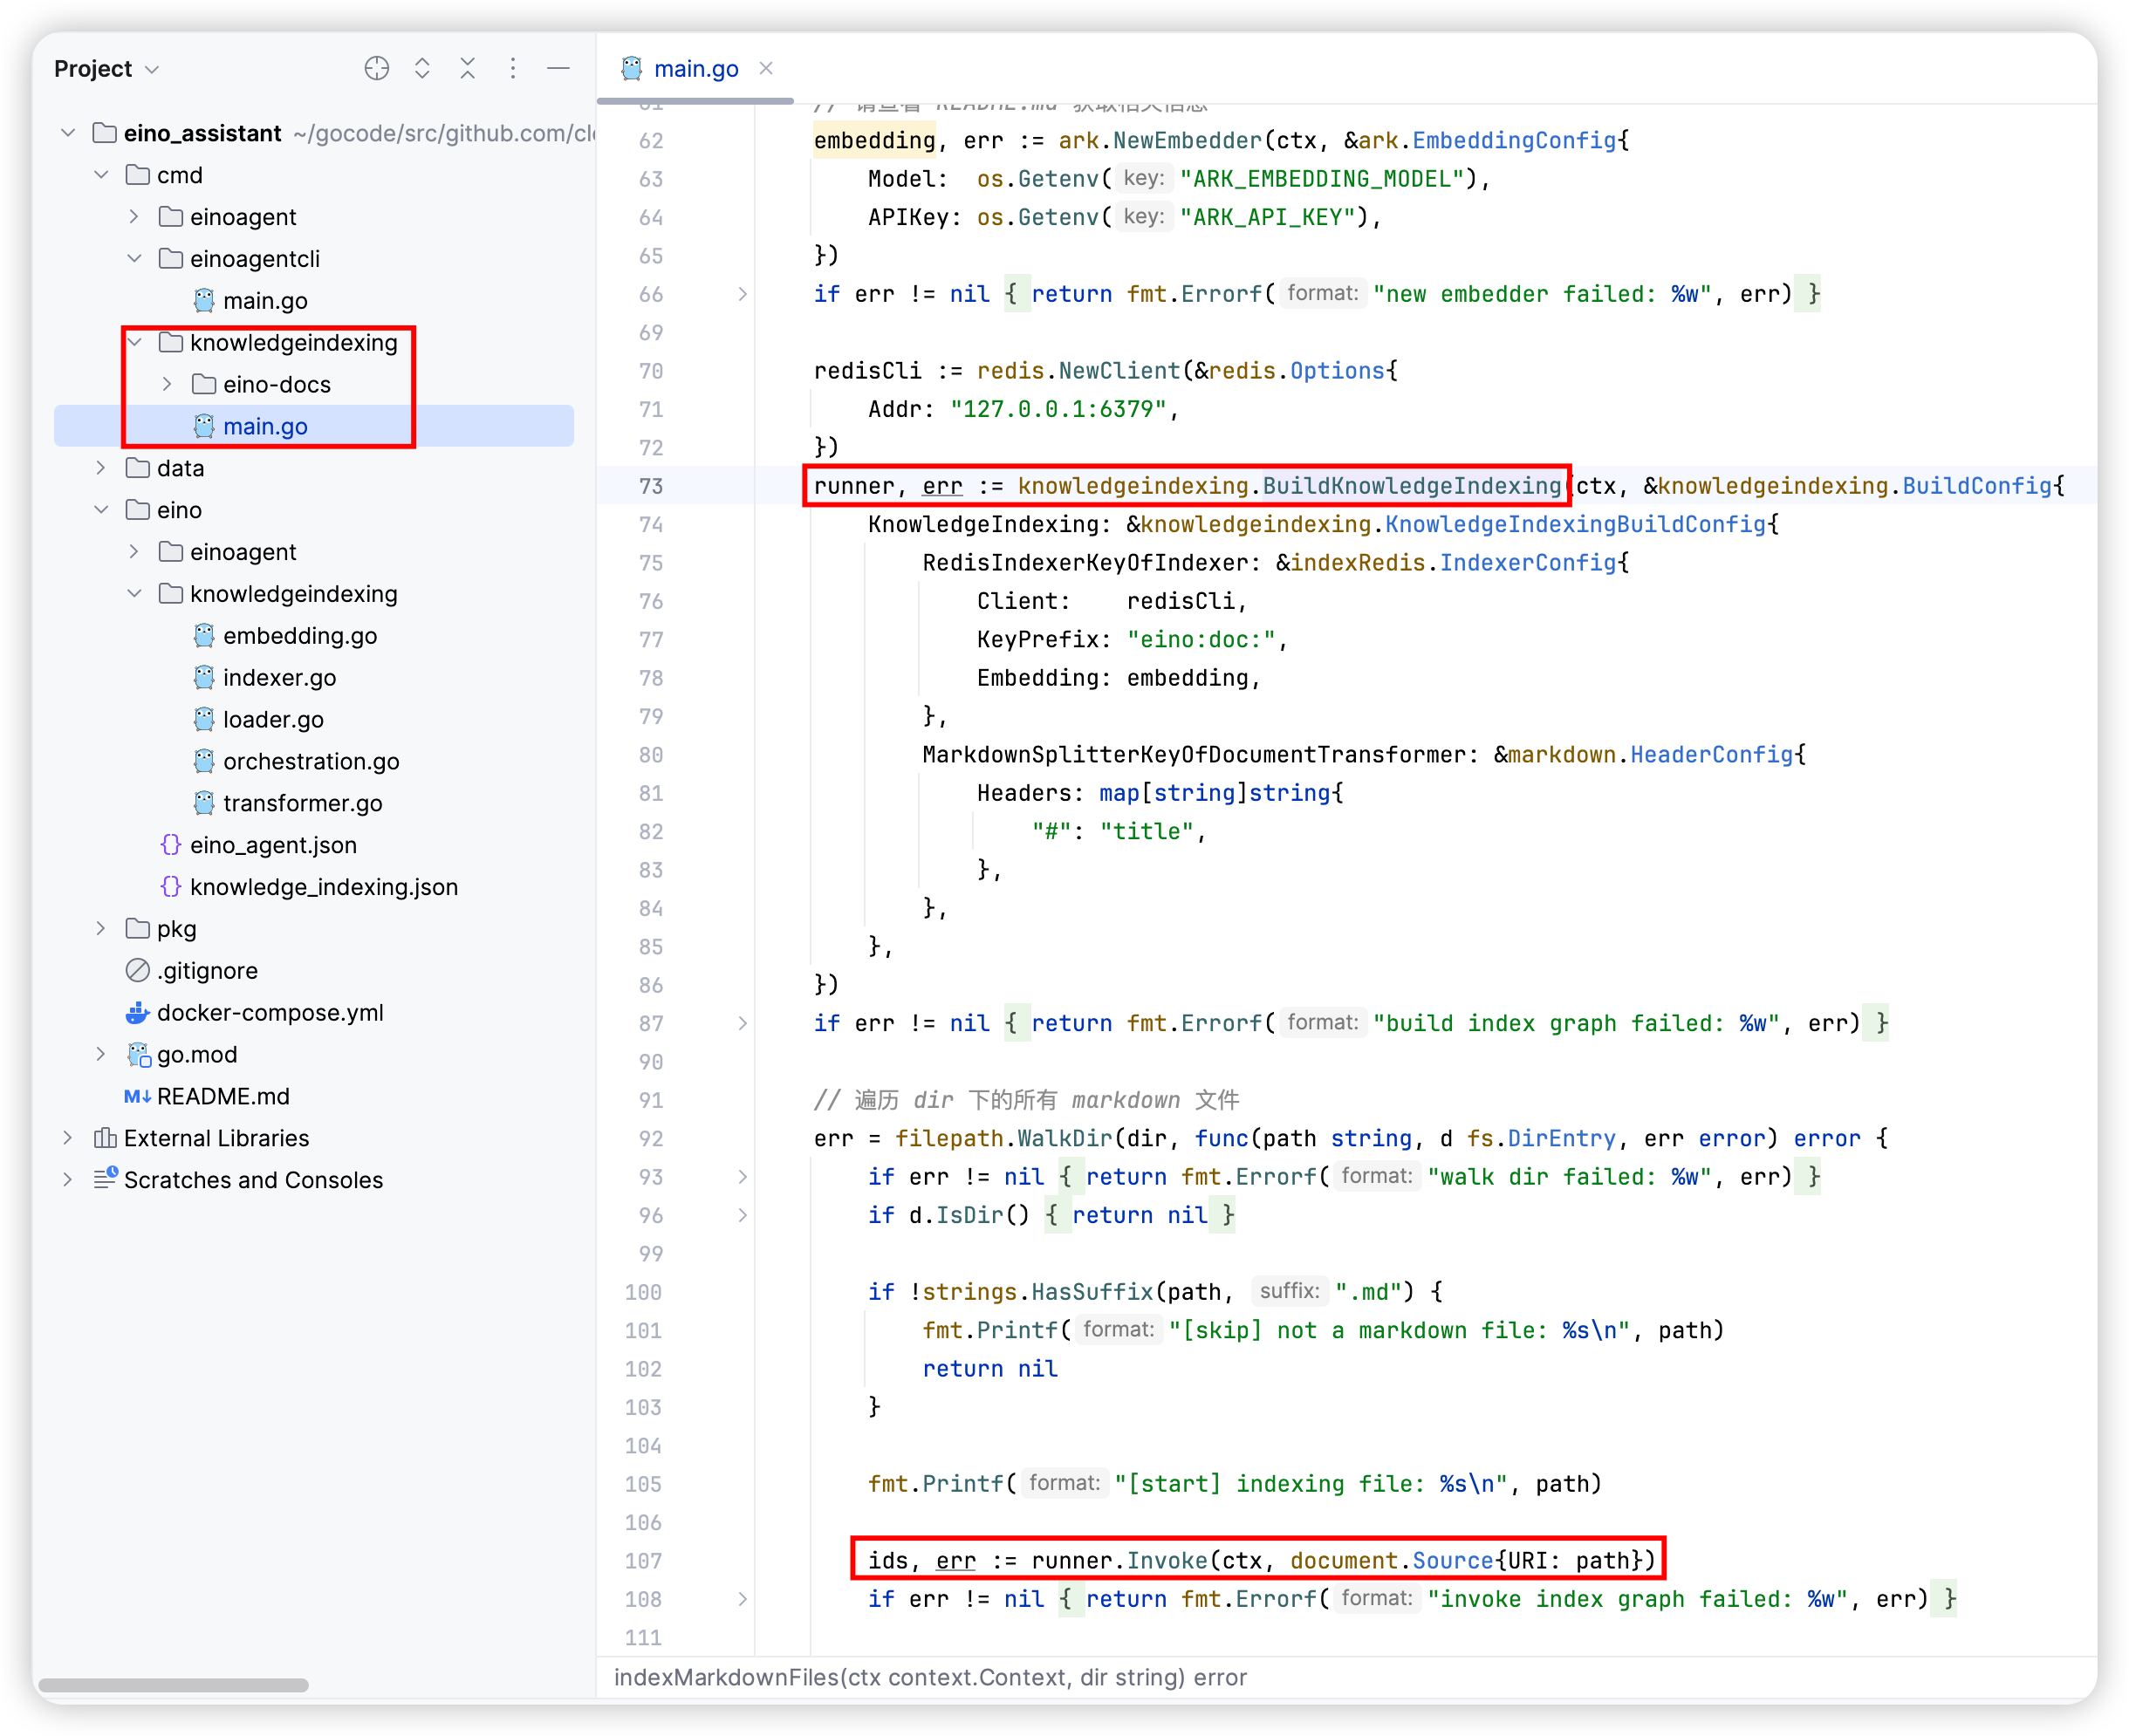 Project
eino_assistant ~/gocode/src/github.com/cl
cmd
einoagent
einoagentcli
main.go
knowledgeindexing
eino-docs
main.go
data
eino
einoagent
knowledgeindexing
embedding.go
indexer.go
loader.go
orchestration.go
transformer.go
{} eino_agent.json
{} knowledge_indexing.json
pkg
.gitignore
docker-compose.yml
go.mod
M↓ README.md
External Libraries
Scratches and Consoles
main.go
61 // 请查看 README.md 获取相关信息
62 embedding, err := ark.NewEmbedder(ctx, &ark.EmbeddingConfig{
63 Model: os.Getenv( key: "ARK_EMBEDDING_MODEL"),
64 APIKey: os.Getenv( key: "ARK_API_KEY"),
65 })
66 if err != nil { return fmt.Errorf( format: "new embedder failed: %w", err) }
69
70 redisCli := redis.NewClient(&redis.Options{
71 Addr: "127.0.0.1:6379",
72 })
73 runner, err := knowledgeindexing.BuildKnowledgeIndexing(ctx, &knowledgeindexing.BuildConfig{
74 KnowledgeIndexing: &knowledgeindexing.KnowledgeIndexingBuildConfig{
75 RedisIndexerKeyOfIndexer: &indexRedis.IndexerConfig{
76 Client: redisCli,
77 KeyPrefix: "eino:doc:",
78 Embedding: embedding,
79 },
80 MarkdownSplitterKeyOfDocumentTransformer: &markdown.HeaderConfig{
81 Headers: map[string]string{
82 "#": "title",
83 },
84 },
85 },
86 })
87 if err != nil { return fmt.Errorf( format: "build index graph failed: %w", err) }
90
91 // 遍历 dir 下的所有 markdown 文件
92 err = filepath.WalkDir(dir, func(path string, d fs.DirEntry, err error) error {
93 if err != nil { return fmt.Errorf( format: "walk dir failed: %w", err) }
96 if d.IsDir() { return nil }
99
100 if !strings.HasSuffix(path, suffix: ".md") {
101 fmt.Printf( format: "[skip] not a markdown file: %s\n", path)
102 return nil
103 }
104
105 fmt.Printf( format: "[start] indexing file: %s\n", path)
106
107 ids, err := runner.Invoke(ctx, document.Source{URI: path})
108 if err != nil { return fmt.Errorf( format: "invoke index graph failed: %w", err) }
111
indexMarkdownFiles(ctx context.Context, dir string) error